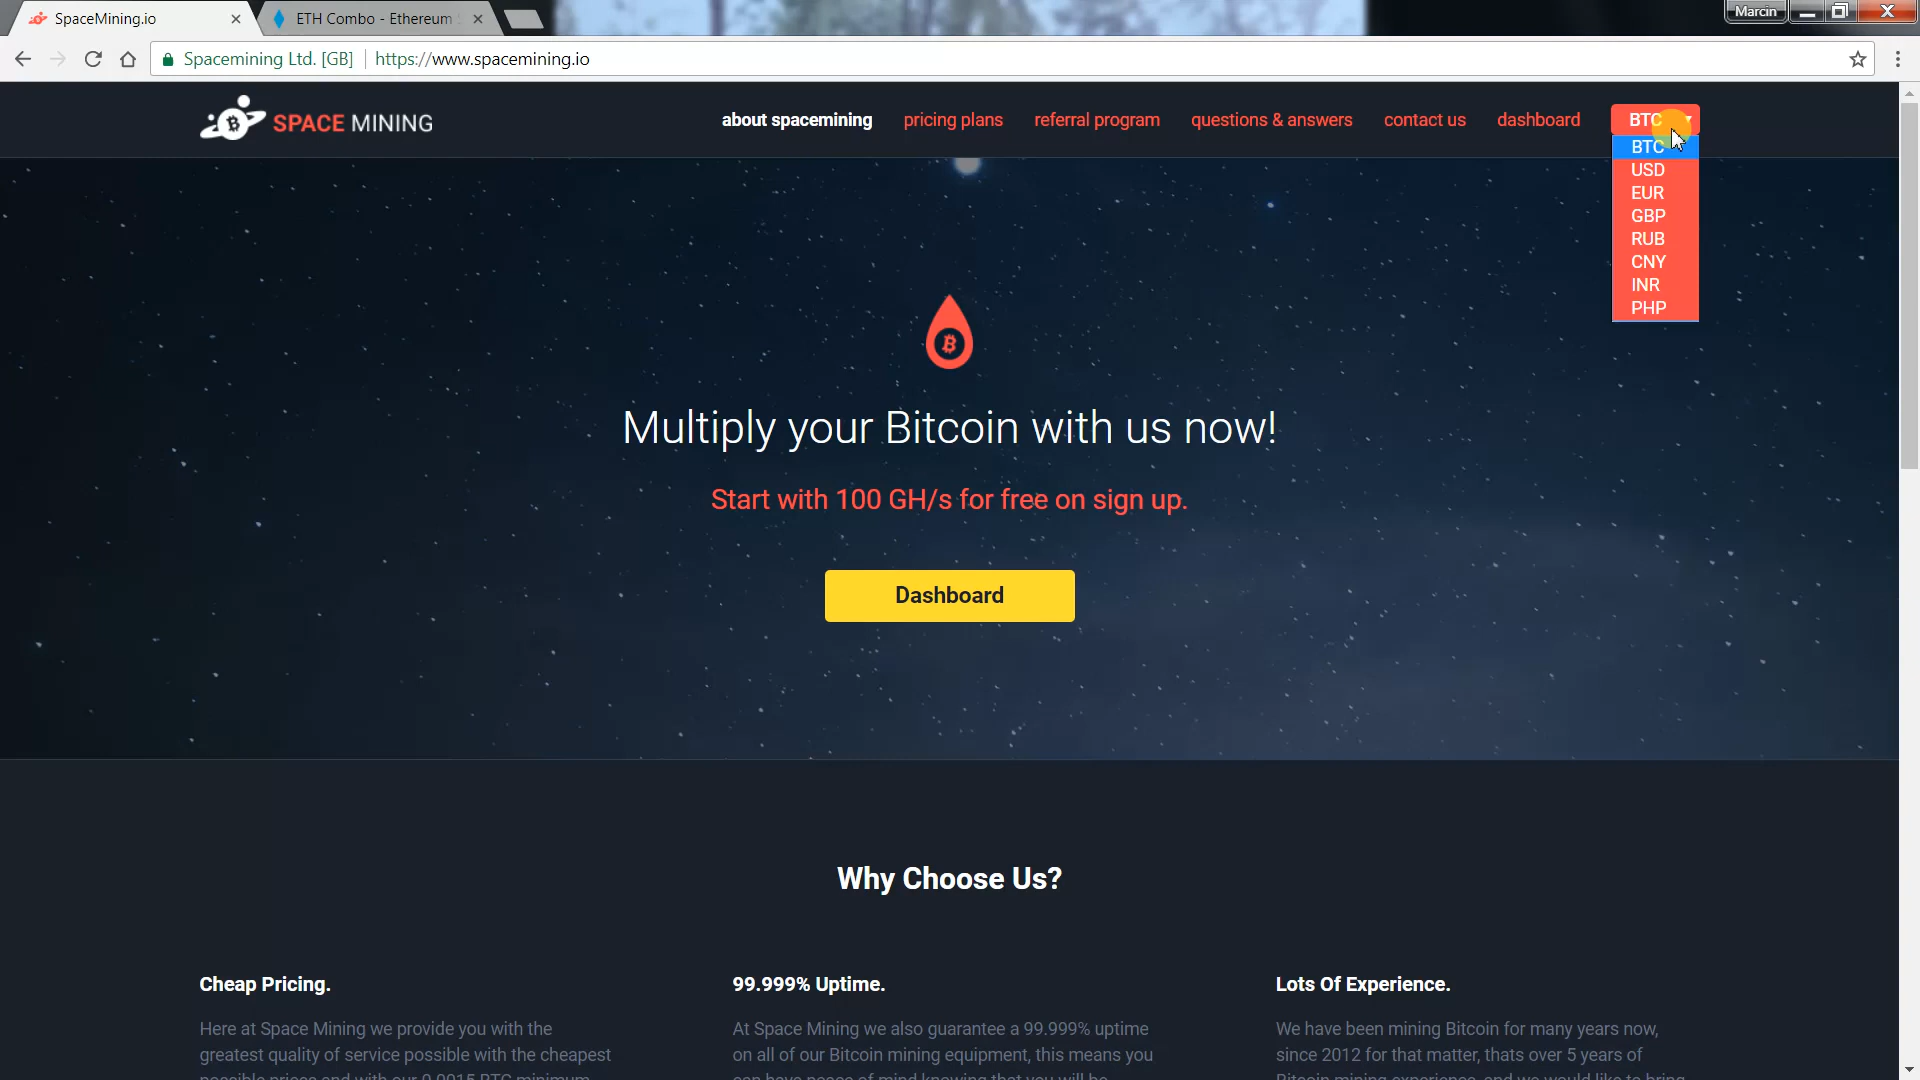 SpaceMining.io
ETH Combo - Ethereum
Marcin
Spacemining Ltd. [GB]
https://www.spacemining.io
SPACE MINING
about spacemining
pricing plans
referral program
questions & answers
contact us
dashboard
BTC
BTC
USD
EUR
GBP
RUB
CNY
INR
PHP
Multiply your Bitcoin with us now!
Start with 100 GH/s for free on sign up.
Dashboard
Why Choose Us?
Cheap Pricing.
Here at Space Mining we provide you with the
greatest quality of service possible with the cheapest
possible prices and with our 0.0015 BTC minimum
99.999% Uptime.
At Space Mining we also guarantee a 99.999% uptime
on all of our Bitcoin mining equipment, this means you
can have peace of mind knowing that you will be
Lots Of Experience.
We have been mining Bitcoin for many years now,
since 2012 for that matter, thats over 5 years of
Bitcoin mining experience, and we would like to bring